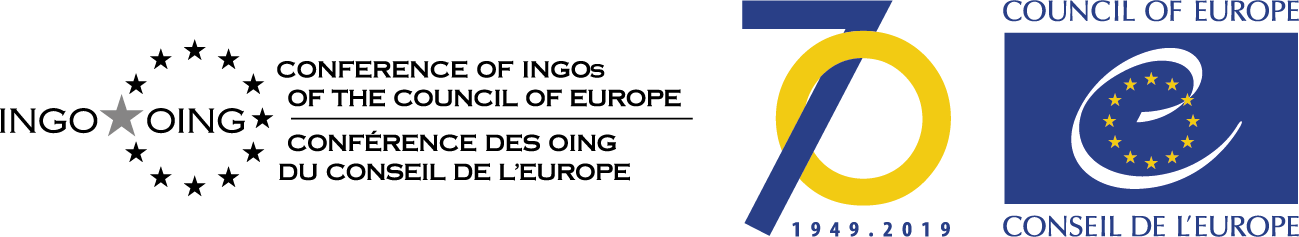 INGO OING
CONFERENCE OF INGOs
OF THE COUNCIL OF EUROPE
CONFÉRENCE DES OING
DU CONSEIL DE L'EUROPE
70
1949.2019
COUNCIL OF EUROPE
CONSEIL DE L'EUROPE